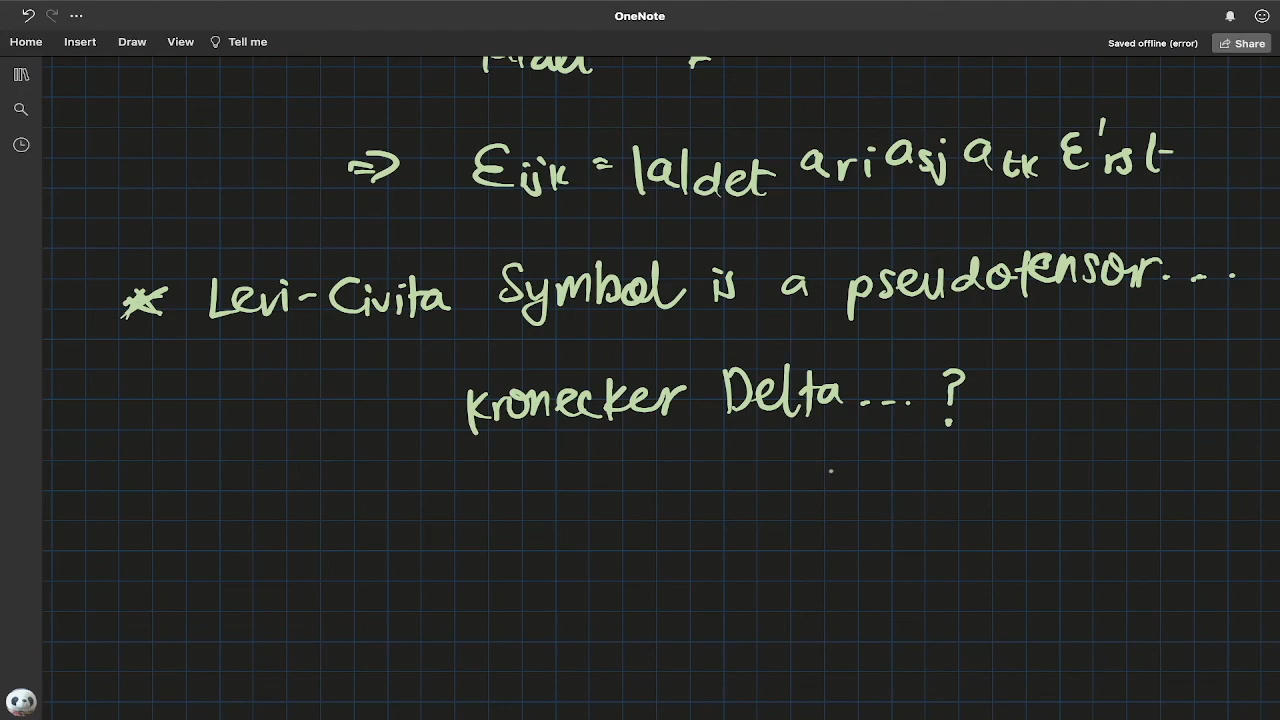 OneNote
Home Insert Draw View Tell me Saved offline (error) Share
⇒ εijk = |a|det ari asj atk ε'rst
* Levi-Civita Symbol is a pseudotensor...
Kronecker Delta... ?